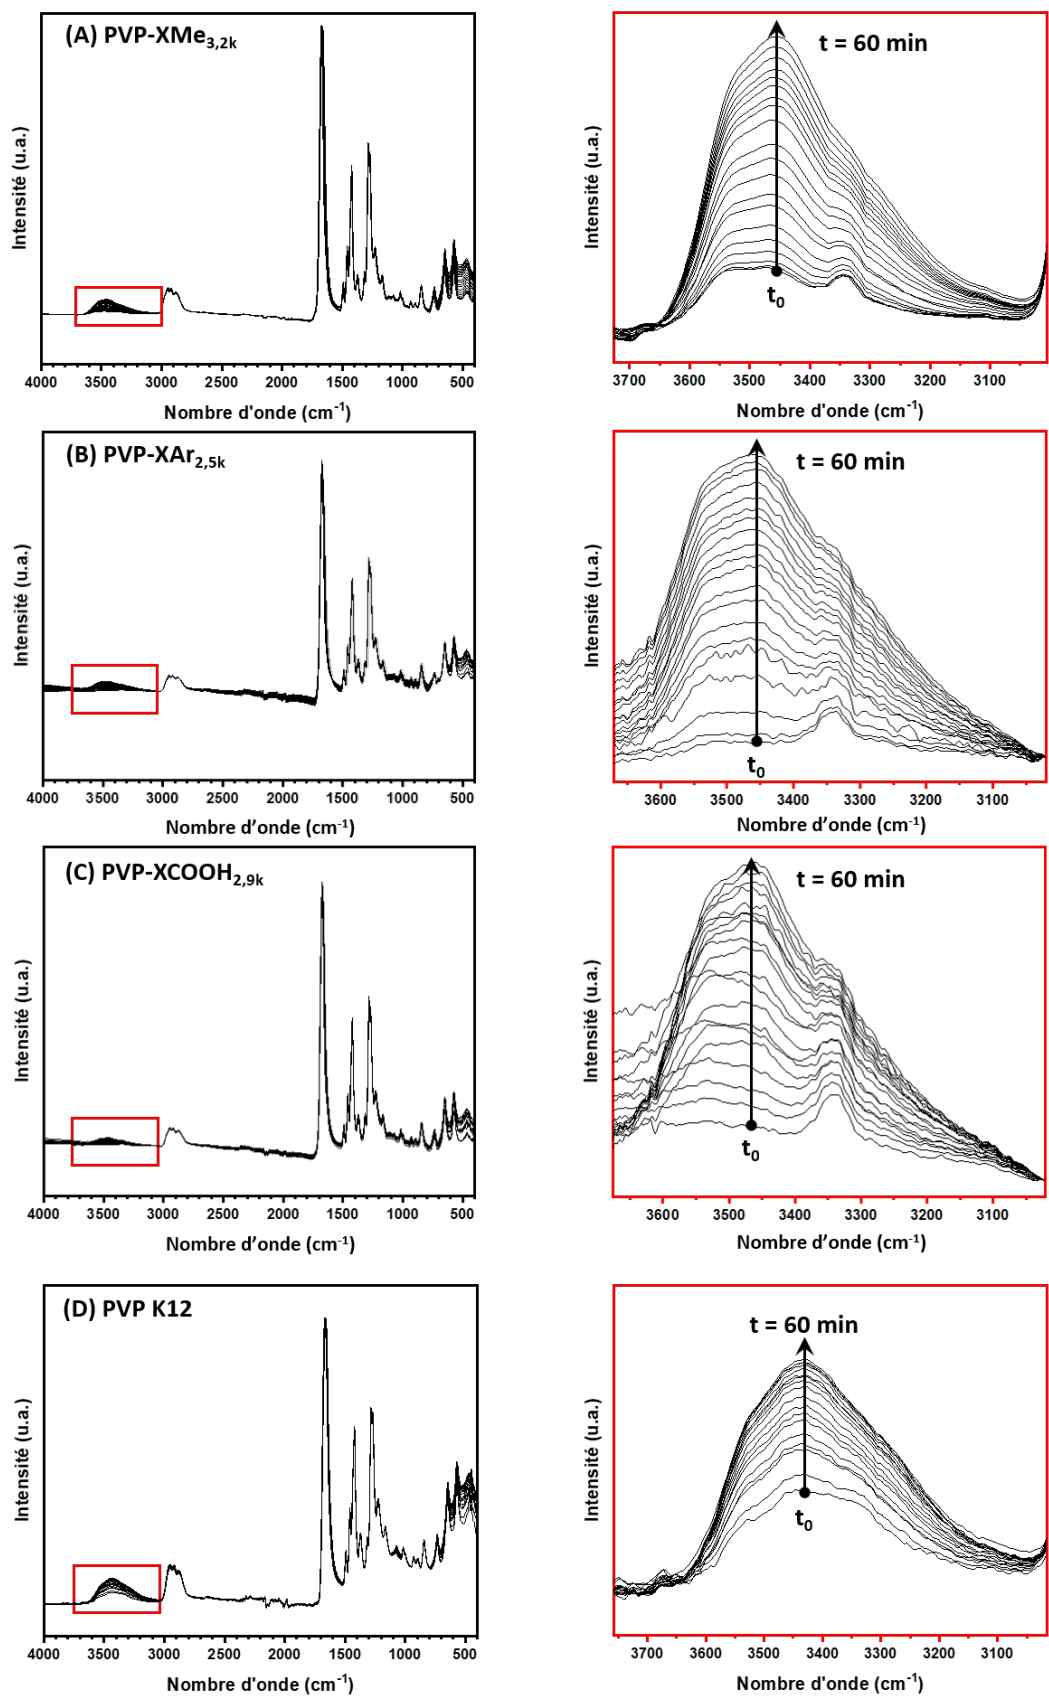 (A) PVP-XMe3,2k
Intensité (u.a.)
4000 3500 3000 2500 2000 1500 1000 500
Nombre d'onde (cm-1)
t = 60 min
t0
Intensité (u.a.)
3700 3600 3500 3400 3300 3200 3100
Nombre d'onde (cm-1)
(B) PVP-XAr2,5k
Intensité (u.a.)
4000 3500 3000 2500 2000 1500 1000 500
Nombre d’onde (cm-1)
t = 60 min
t0
Intensité (u.a.)
3600 3500 3400 3300 3200 3100
Nombre d’onde (cm-1)
(C) PVP-XCOOH2,9k
Intensité (u.a.)
4000 3500 3000 2500 2000 1500 1000 500
Nombre d’onde (cm-1)
t = 60 min
t0
Intensité (u.a.)
3600 3500 3400 3300 3200 3100
Nombre d’onde (cm-1)
(D) PVP K12
Intensité (u.a.)
4000 3500 3000 2500 2000 1500 1000 500
Nombre d'onde (cm-1)
t = 60 min
t0
Intensité (u.a.)
3700 3600 3500 3400 3300 3200 3100
Nombre d'onde (cm-1)